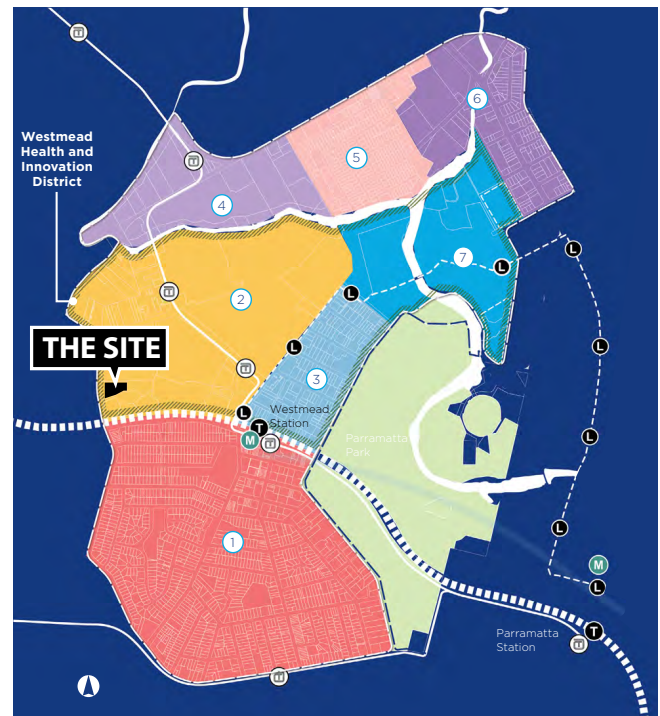 6
Westmead
Health and
Innovation
District
5
4
7
2
L
L
L
THE SITE
L
L
3
L
Westmead
Station
T
M
Parramatta
Park
L
1
L
M
L
Parramatta
Station
T